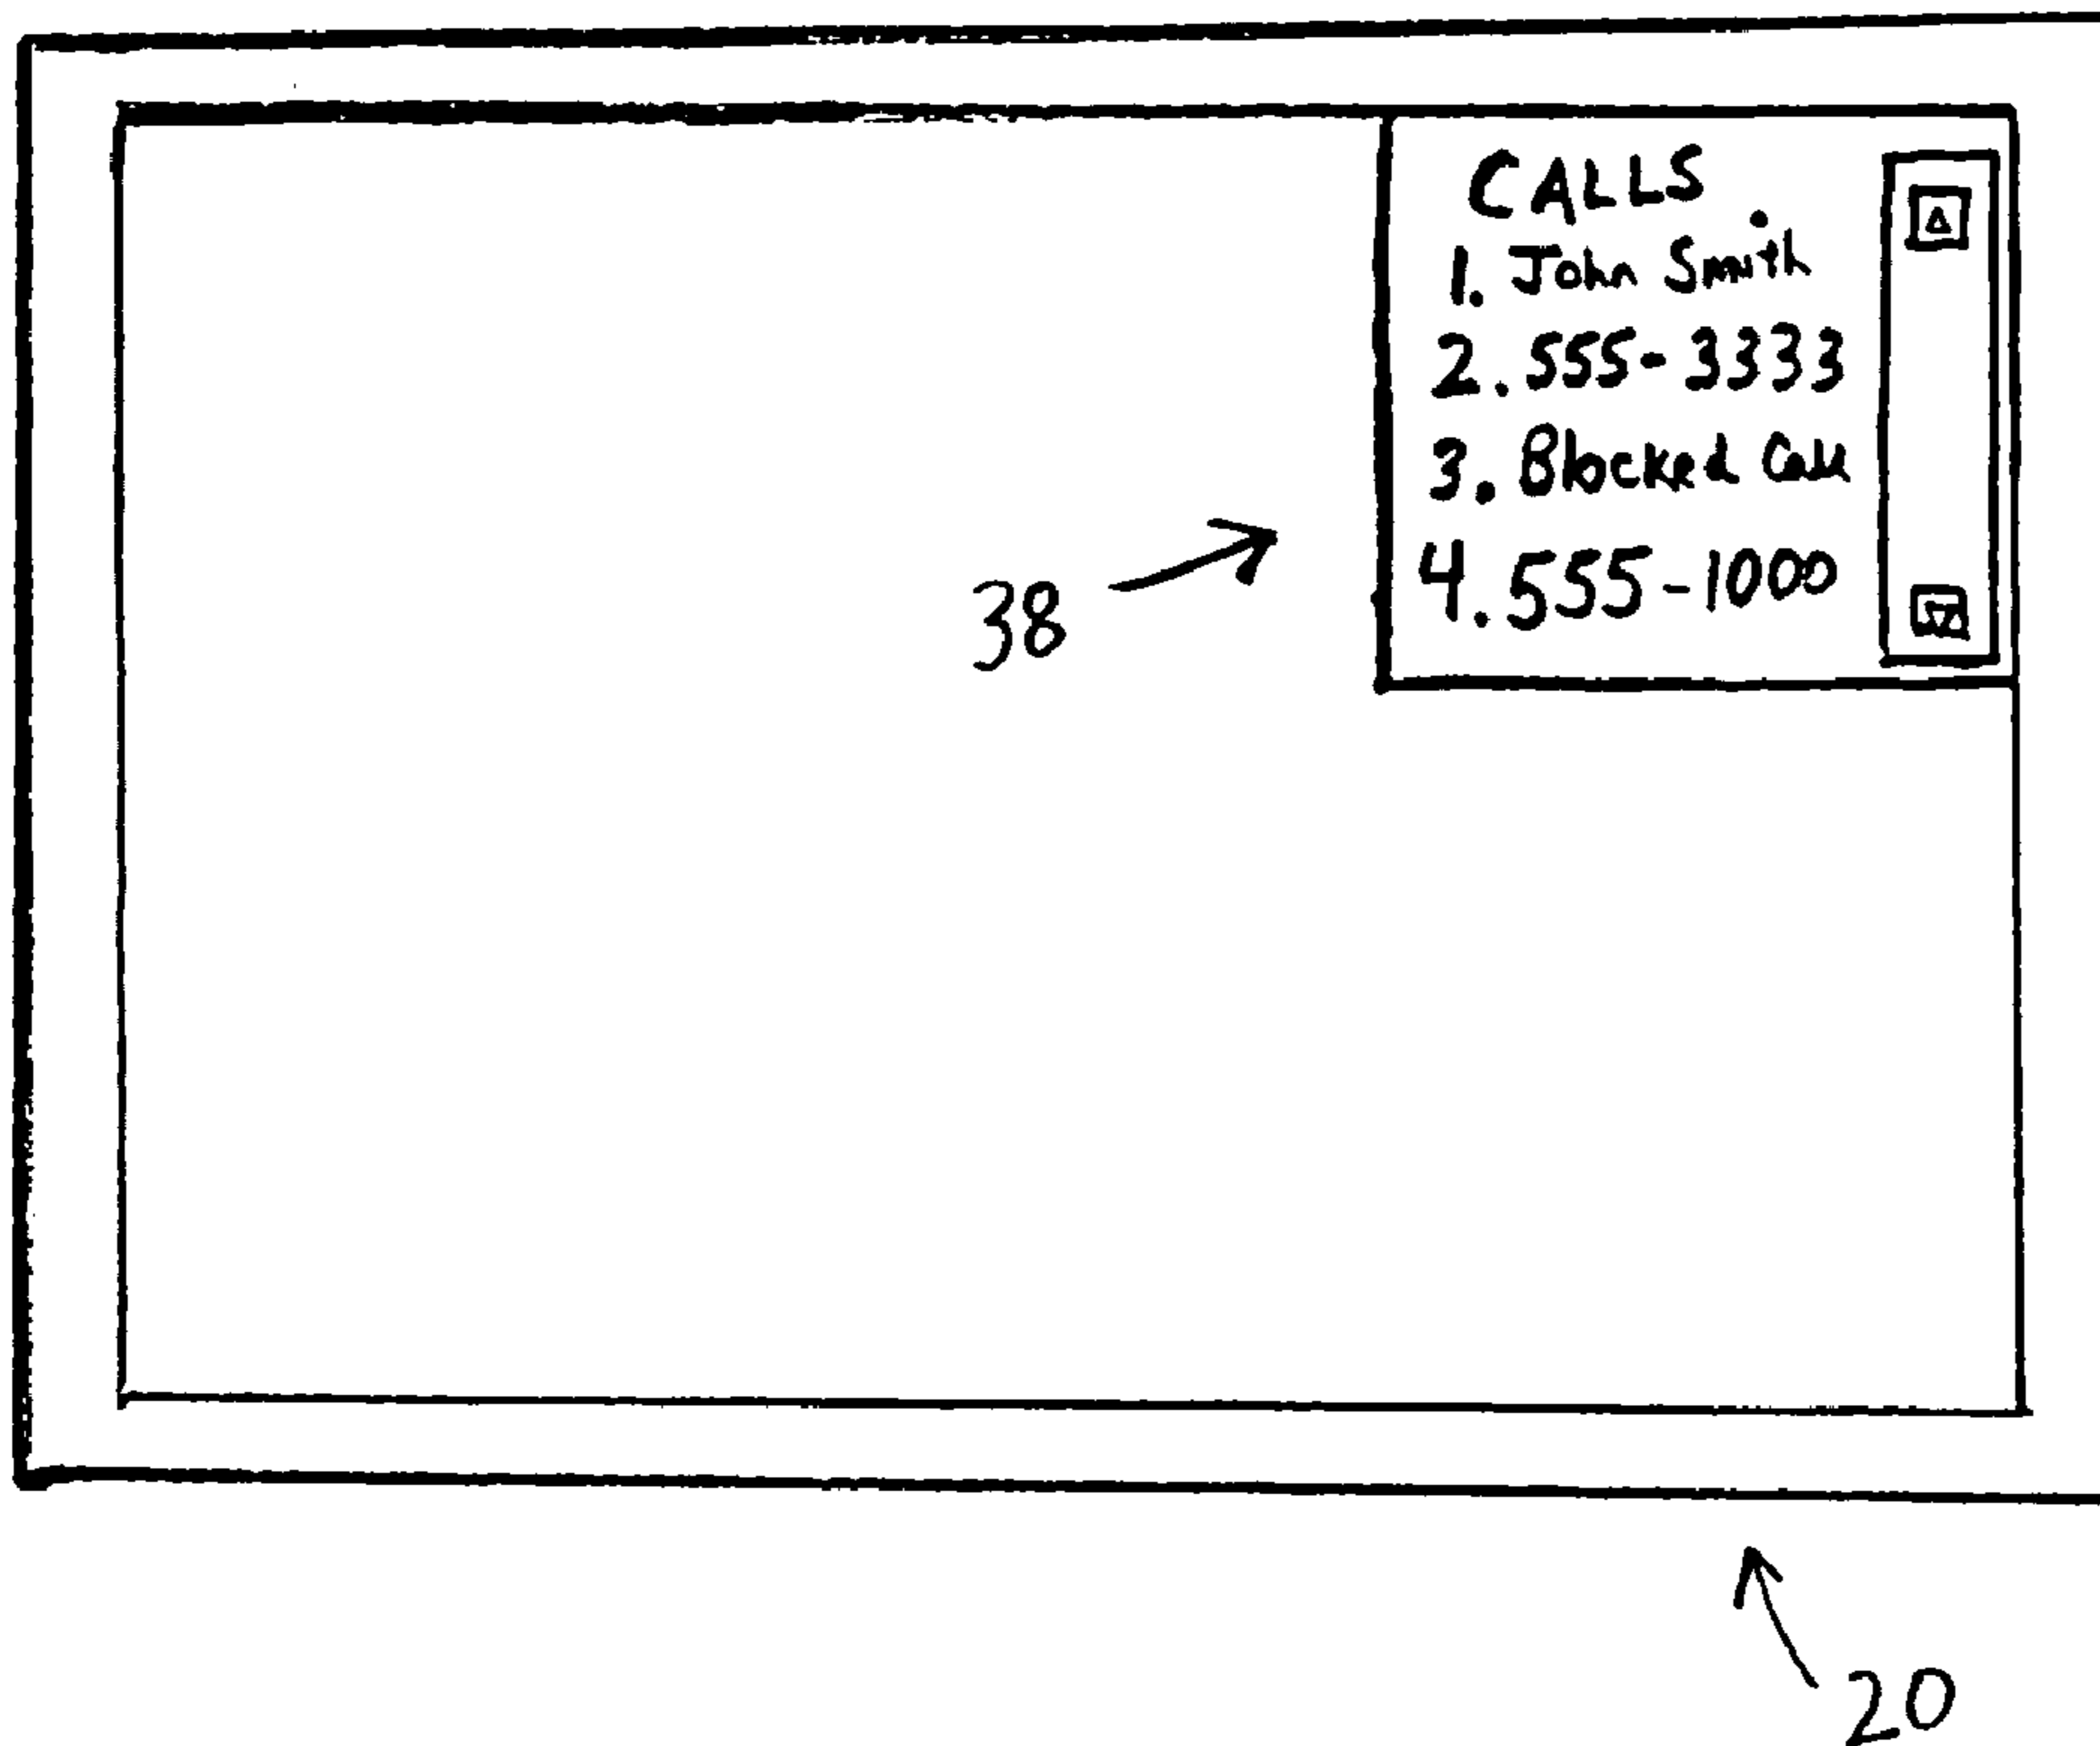 CALLS
1. John Smith
2. 555-3333
3. Blocked Call
4. 555-1000
38
20